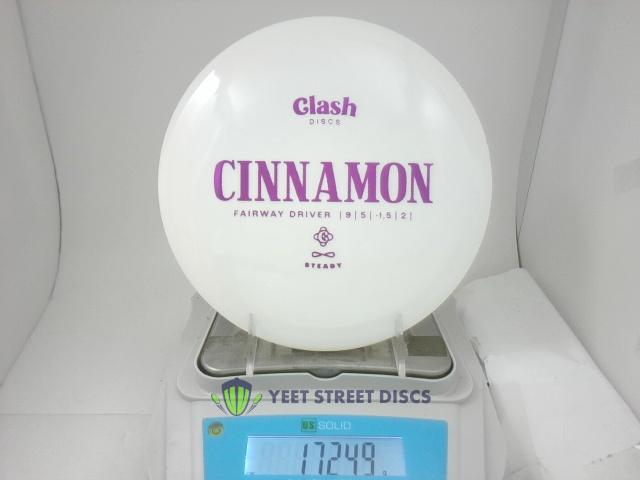 Clash
DISCS
CINNAMON
FAIRWAY DRIVER | 9 | 5 | -1,5 | 2 |
STEADY
YEET STREET DISCS
US SOLID
172.49 g